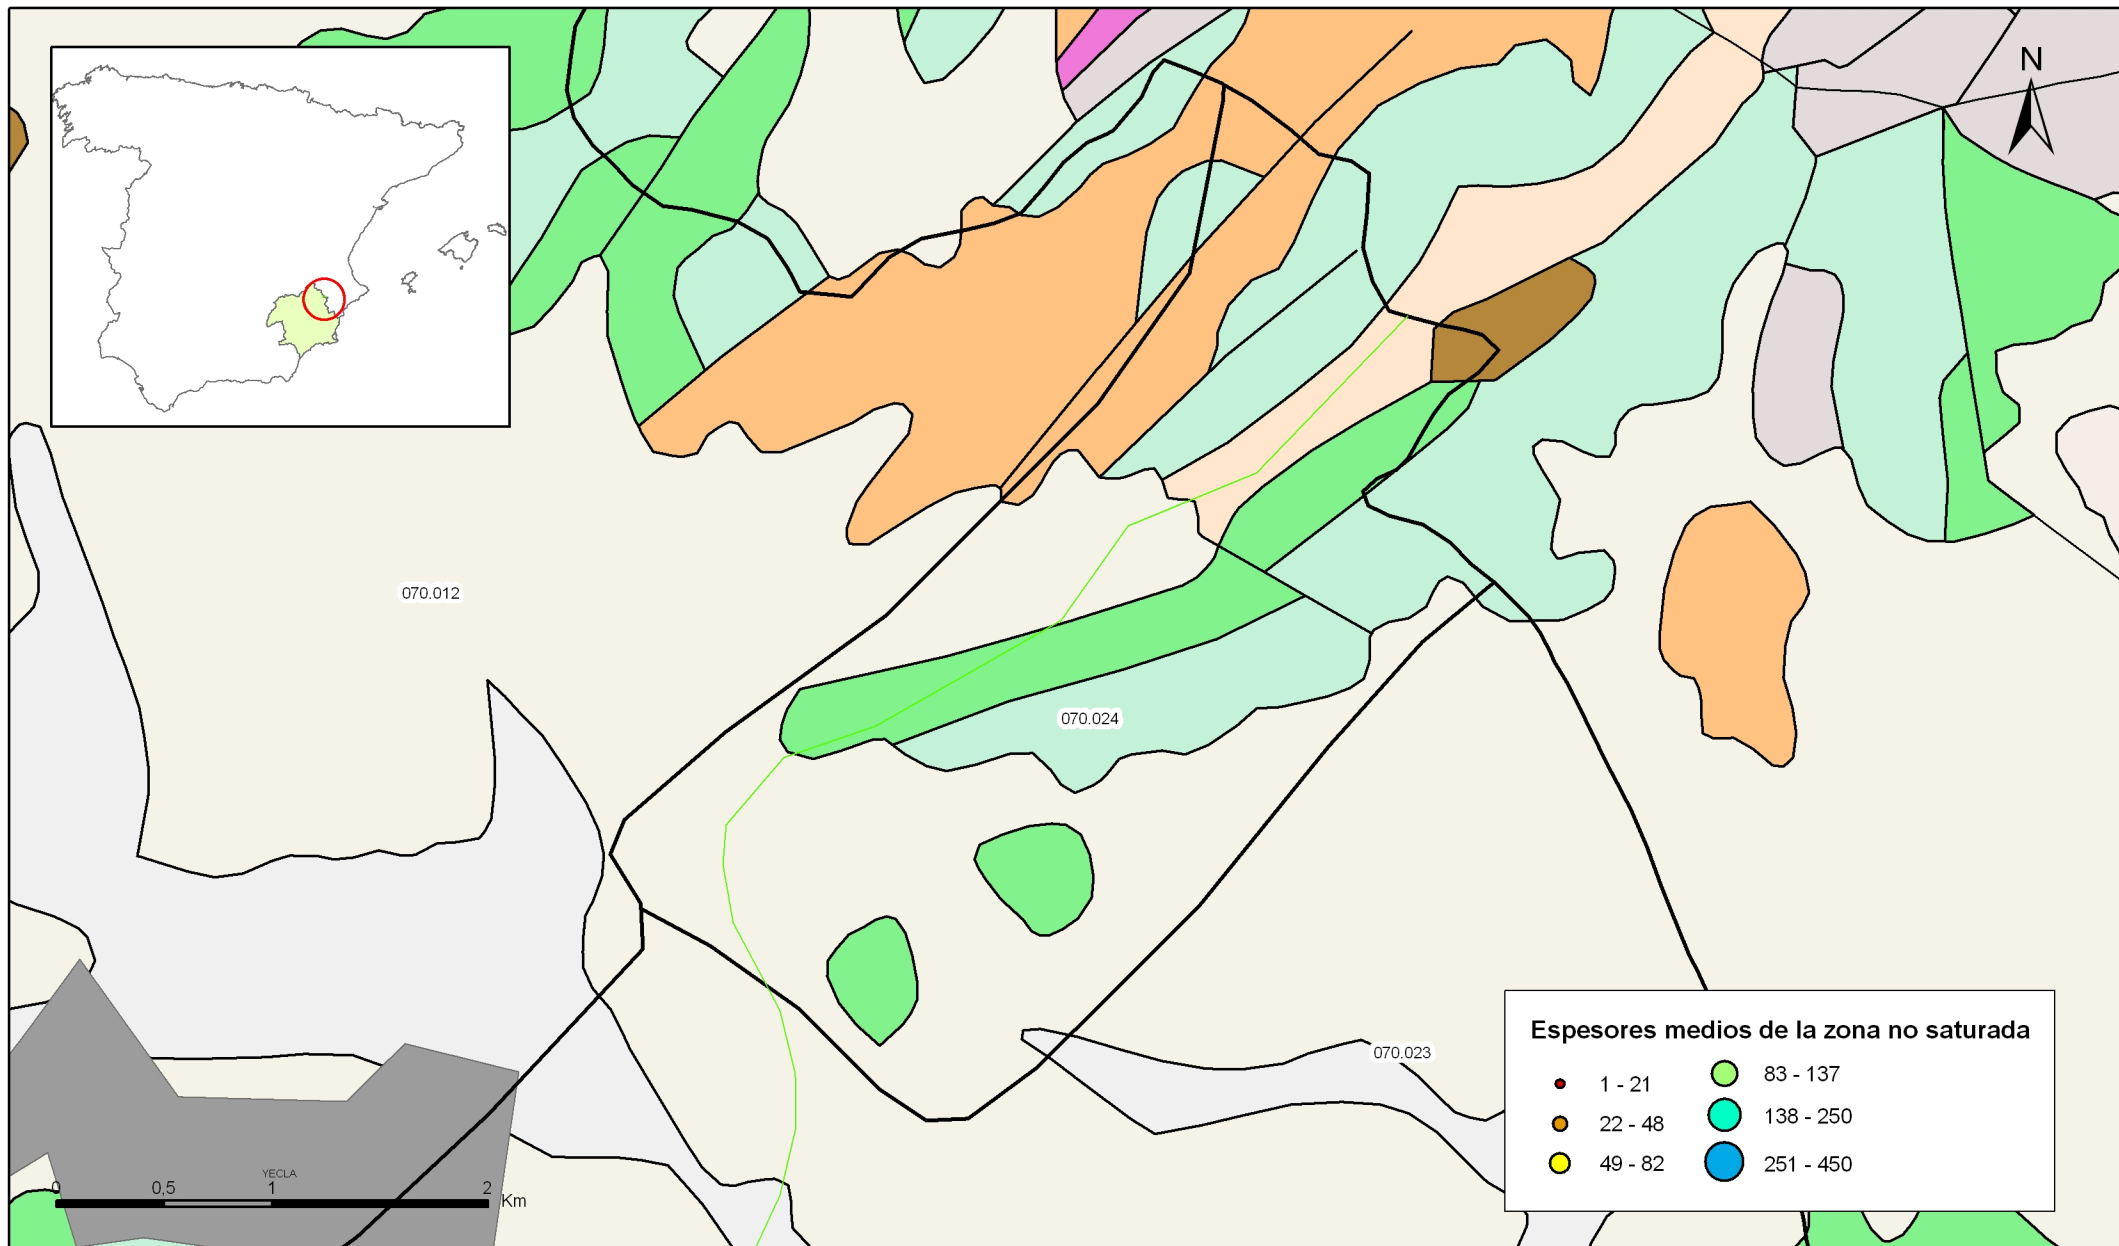 N
070.012
070.024
070.023
Espesores medios de la zona no saturada
1 - 21
22 - 48
49 - 82
83 - 137
138 - 250
251 - 450
YECLA
0 0,5 1 2 Km